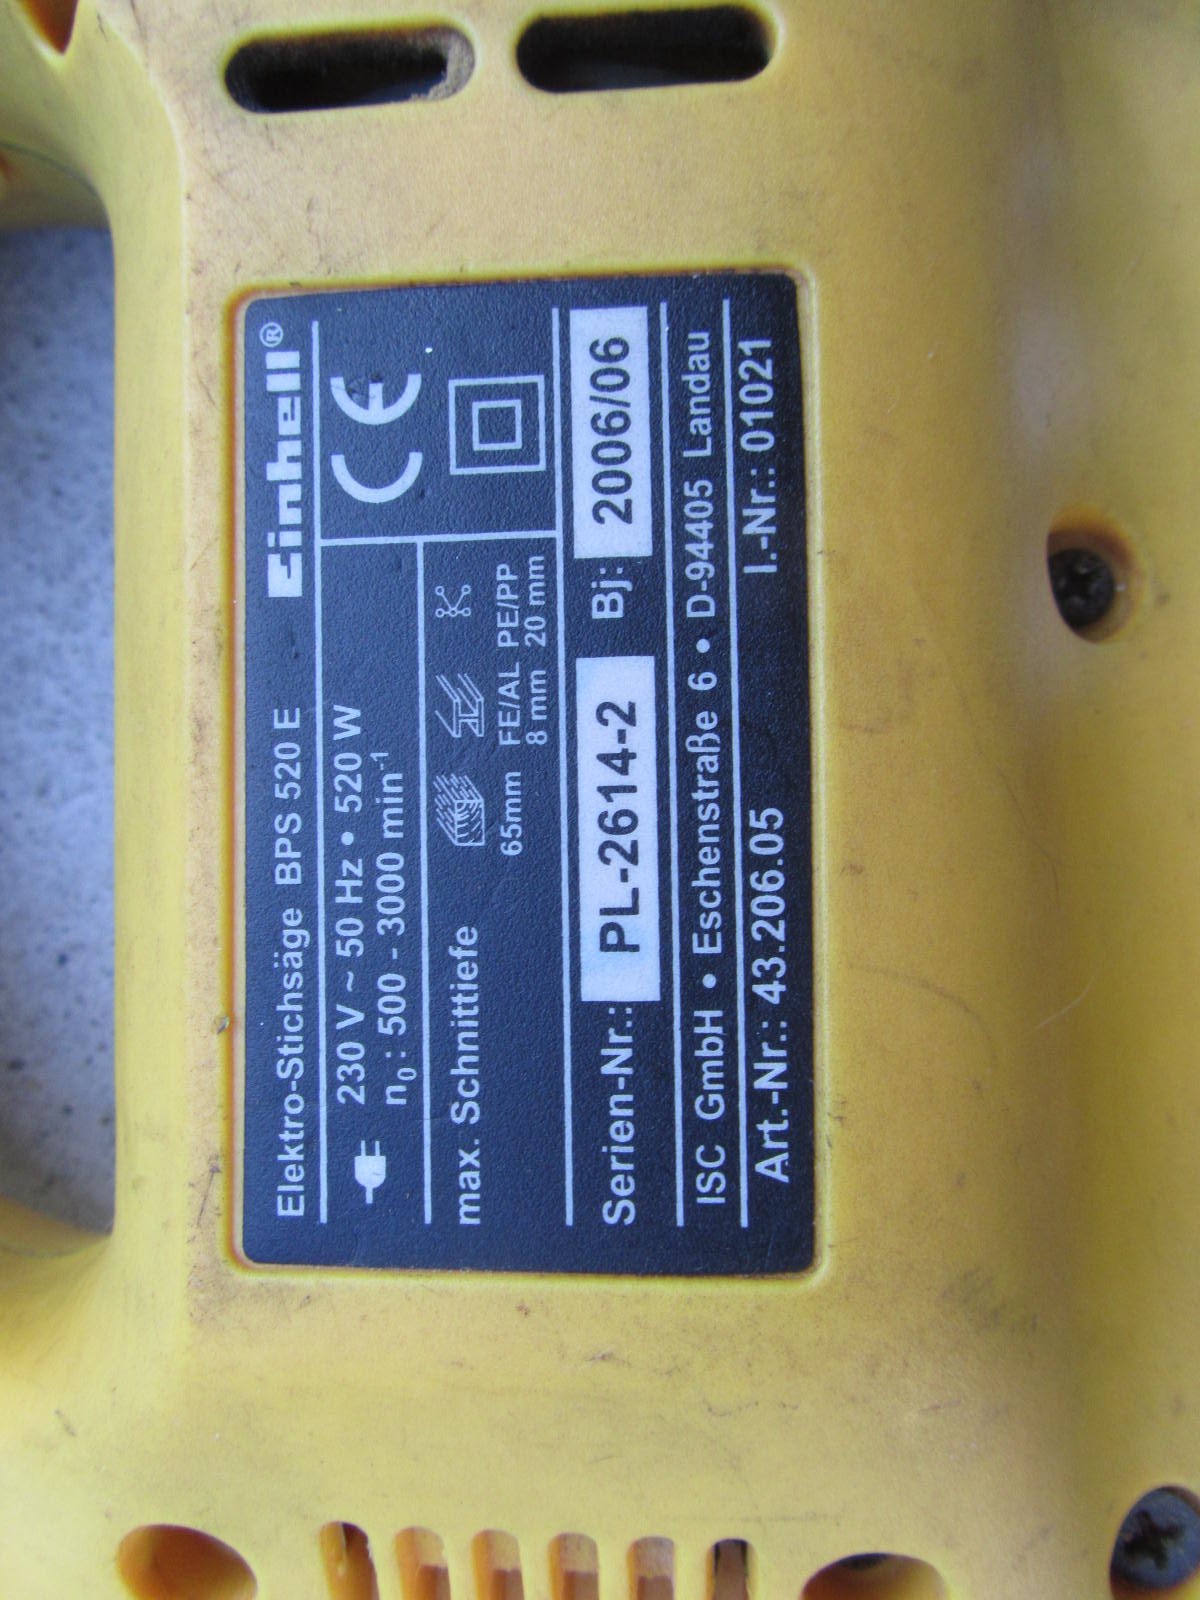 Elektro-Stichsäge BPS 520 E Einhell®
230 V ~ 50 Hz • 520 W
n₀ : 500 - 3000 min⁻¹
CE
max. Schnittiefe
65mm FE/AL PE/PP
8 mm 20 mm
Serien-Nr.: PL-2614-2 Bj: 2006/06
ISC GmbH • Eschenstraße 6 • D-94405 Landau
Art.-Nr.: 43.206.05 I.-Nr.: 01021